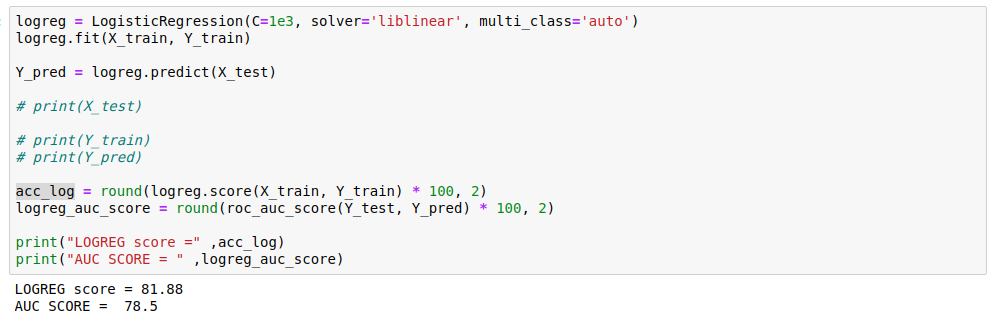 logreg = LogisticRegression(C=1e3, solver='liblinear', multi_class='auto')
logreg.fit(X_train, Y_train)
Y_pred = logreg.predict(X_test)
# print(X_test)
# print(Y_train)
# print(Y_pred)
acc_log = round(logreg.score(X_train, Y_train) * 100, 2)
logreg_auc_score = round(roc_auc_score(Y_test, Y_pred) * 100, 2)
print("LOGREG score =" ,acc_log)
print("AUC SCORE = " ,logreg_auc_score)
LOGREG score = 81.88
AUC SCORE =  78.5